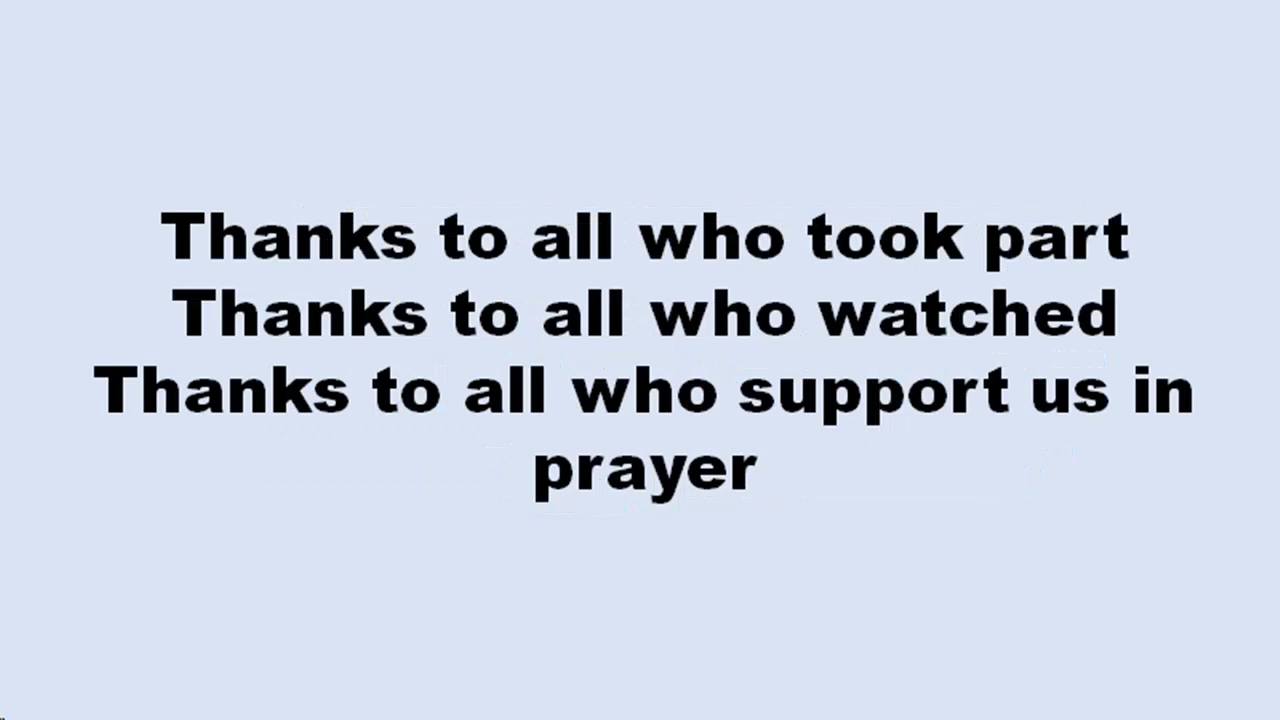 Thanks to all who took part
Thanks to all who watched
Thanks to all who support us in
prayer